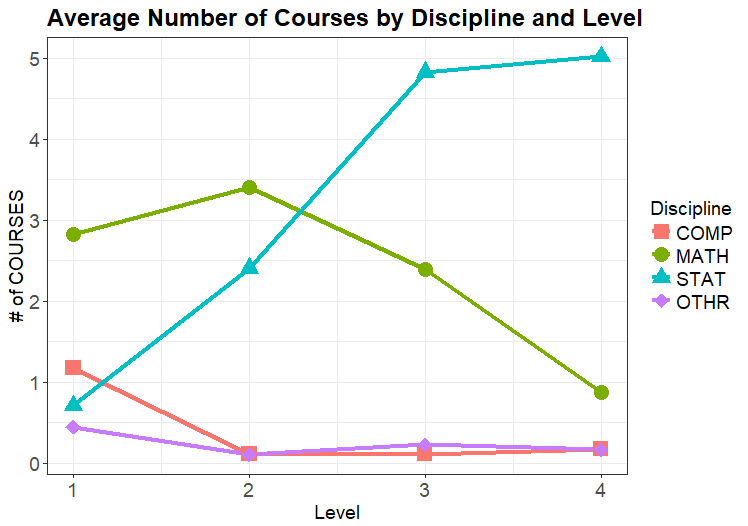 Average Number of Courses by Discipline and Level
5
4
3
2
1
0
# of COURSES
1 2 3 4
Level
Discipline
COMP
MATH
STAT
OTHR